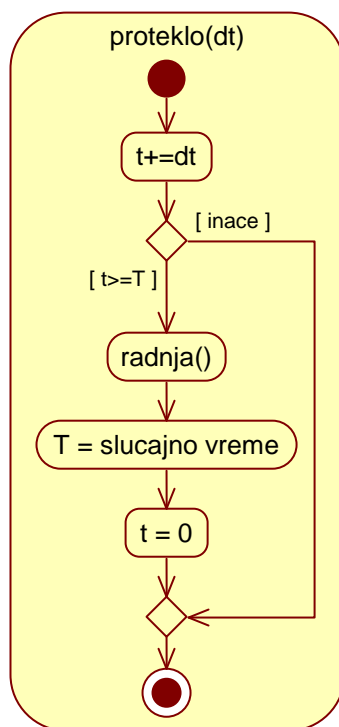 proteklo(dt)
t+=dt
[ inace ]
[ t>=T ]
radnja()
T = slucajno vreme
t = 0